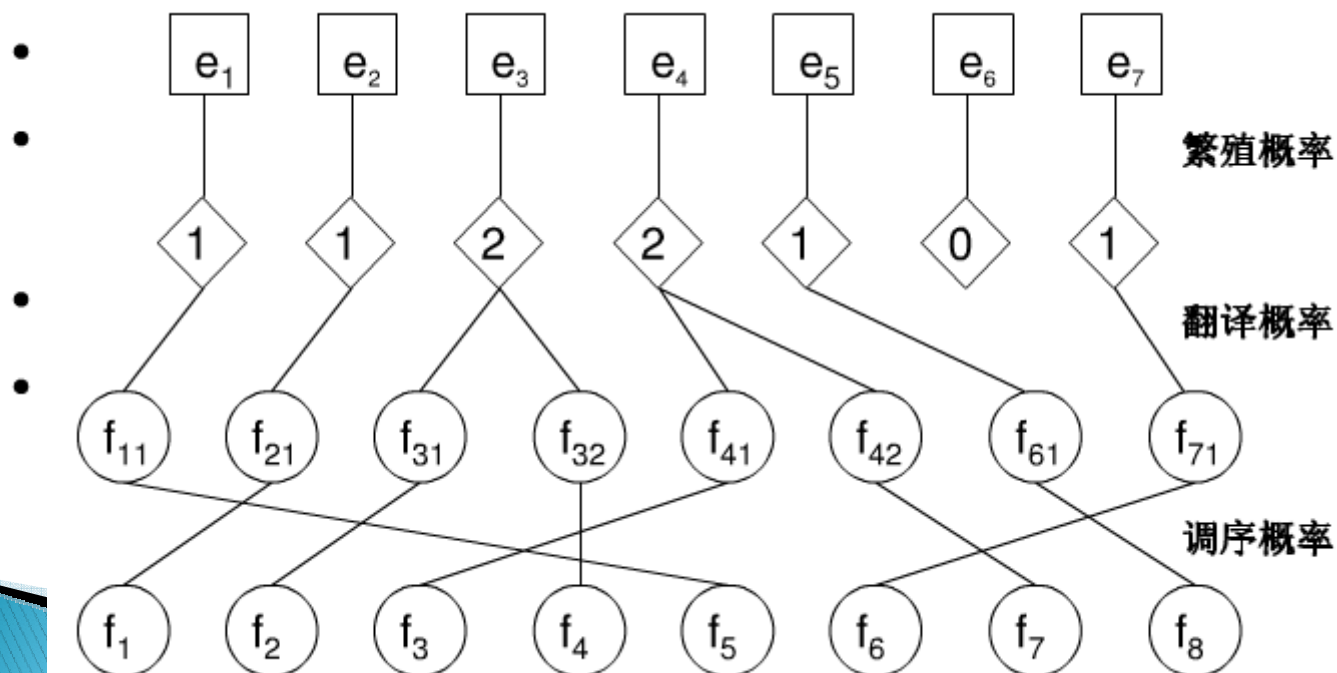 e₁ e₂ e₃ e₄ e₅ e₆ e₇
繁殖概率
1 1 2 2 1 0 1
翻译概率
f₁₁ f₂₁ f₃₁ f₃₂ f₄₁ f₄₂ f₆₁ f₇₁
调序概率
f₁ f₂ f₃ f₄ f₅ f₆ f₇ f₈